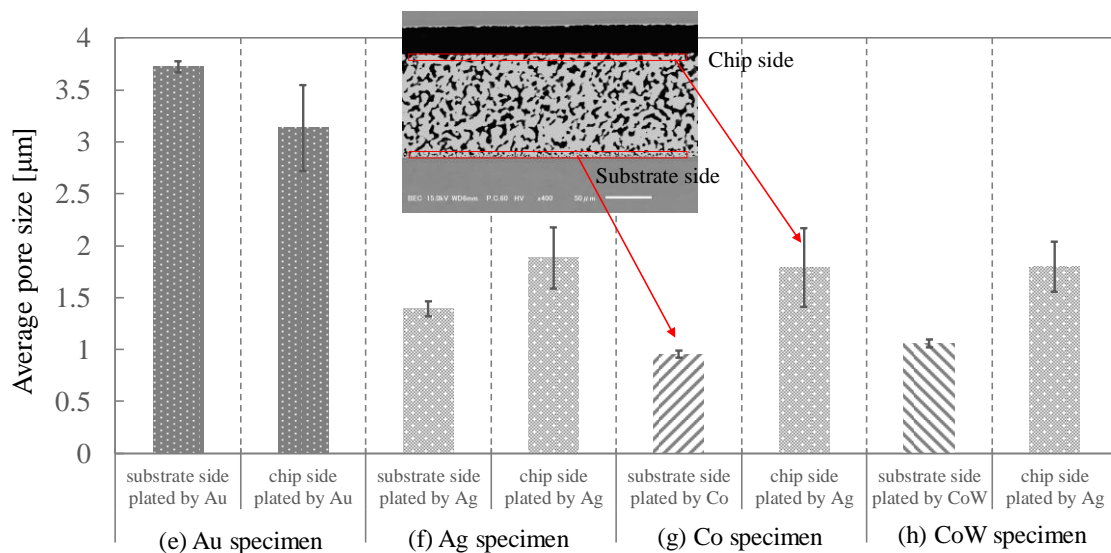 4
3.5
3
2.5
2
1.5
1
0.5
0
Average pore size [μm]
Chip side
Substrate side
BEC 15.0kV WD6mm P.C.60 HV x400 50μm
substrate side
plated by Au
chip side
plated by Au
substrate side
plated by Ag
chip side
plated by Ag
substrate side
plated by Co
chip side
plated by Ag
substrate side
plated by CoW
chip side
plated by Ag
(e) Au specimen
(f) Ag specimen
(g) Co specimen
(h) CoW specimen